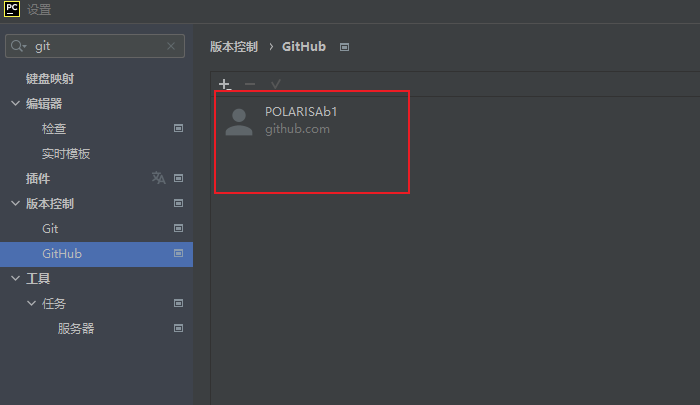 PC 设置
git
版本控制 › GitHub
键盘映射
编辑器
检查
实时模板
插件
版本控制
Git
GitHub
工具
任务
服务器
POLARISAb1
github.com